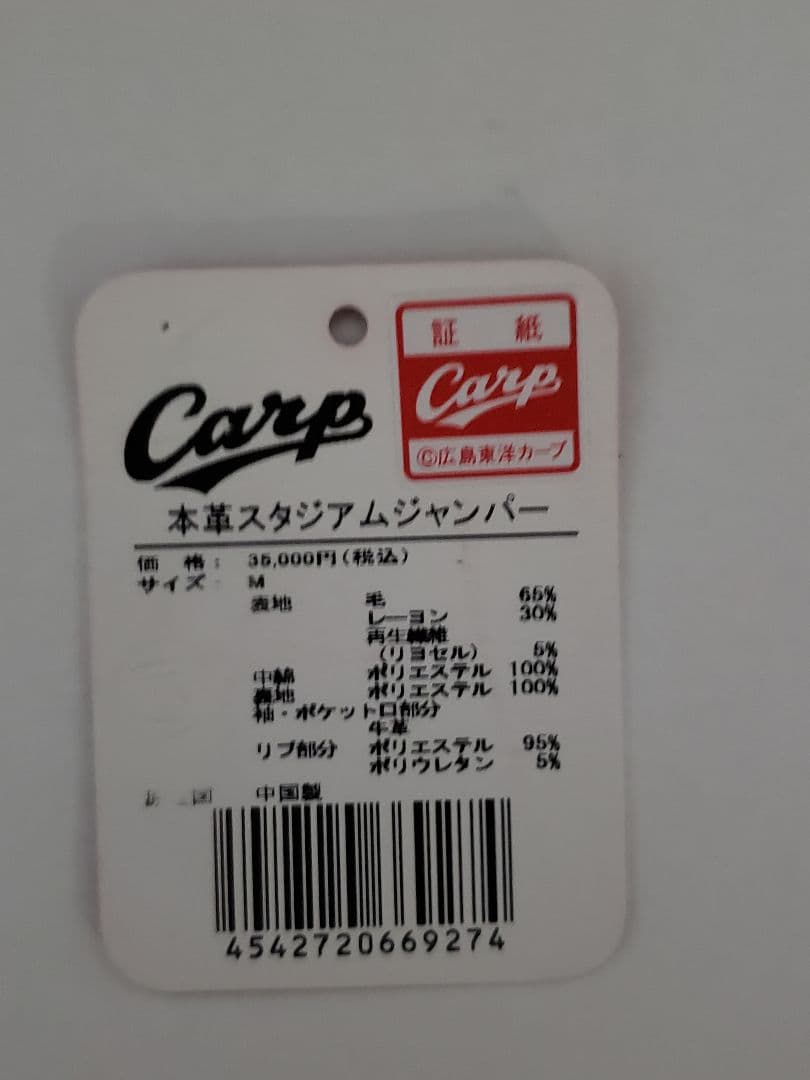 証 紙
Carp
©広島東洋カープ
Carp
本革スタジアムジャンパー
価 格: 35,000円(税込)
サイズ: M
表地 毛 65%
レーヨン 30%
再生繊維
(リヨセル) 5%
中綿 ポリエステル 100%
裏地 ポリエステル 100%
袖・ポケット口部分
牛革
リブ部分 ポリエステル 95%
ポリウレタン 5%
国 中国製
4542720669274